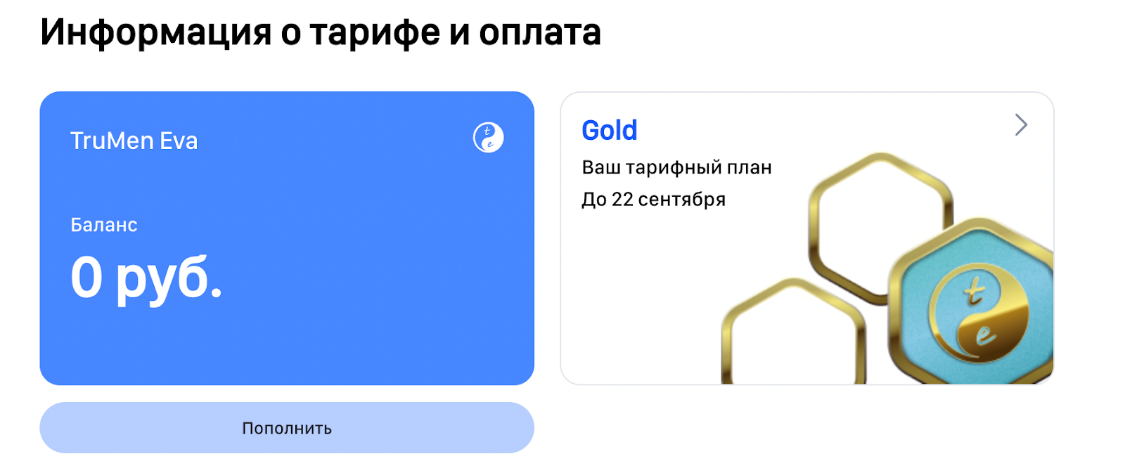 Информация о тарифе и оплата
TruMen Eva
t
e
Баланс
0 руб.
Пополнить
Gold
Ваш тарифный план
До 22 сентября
t
e